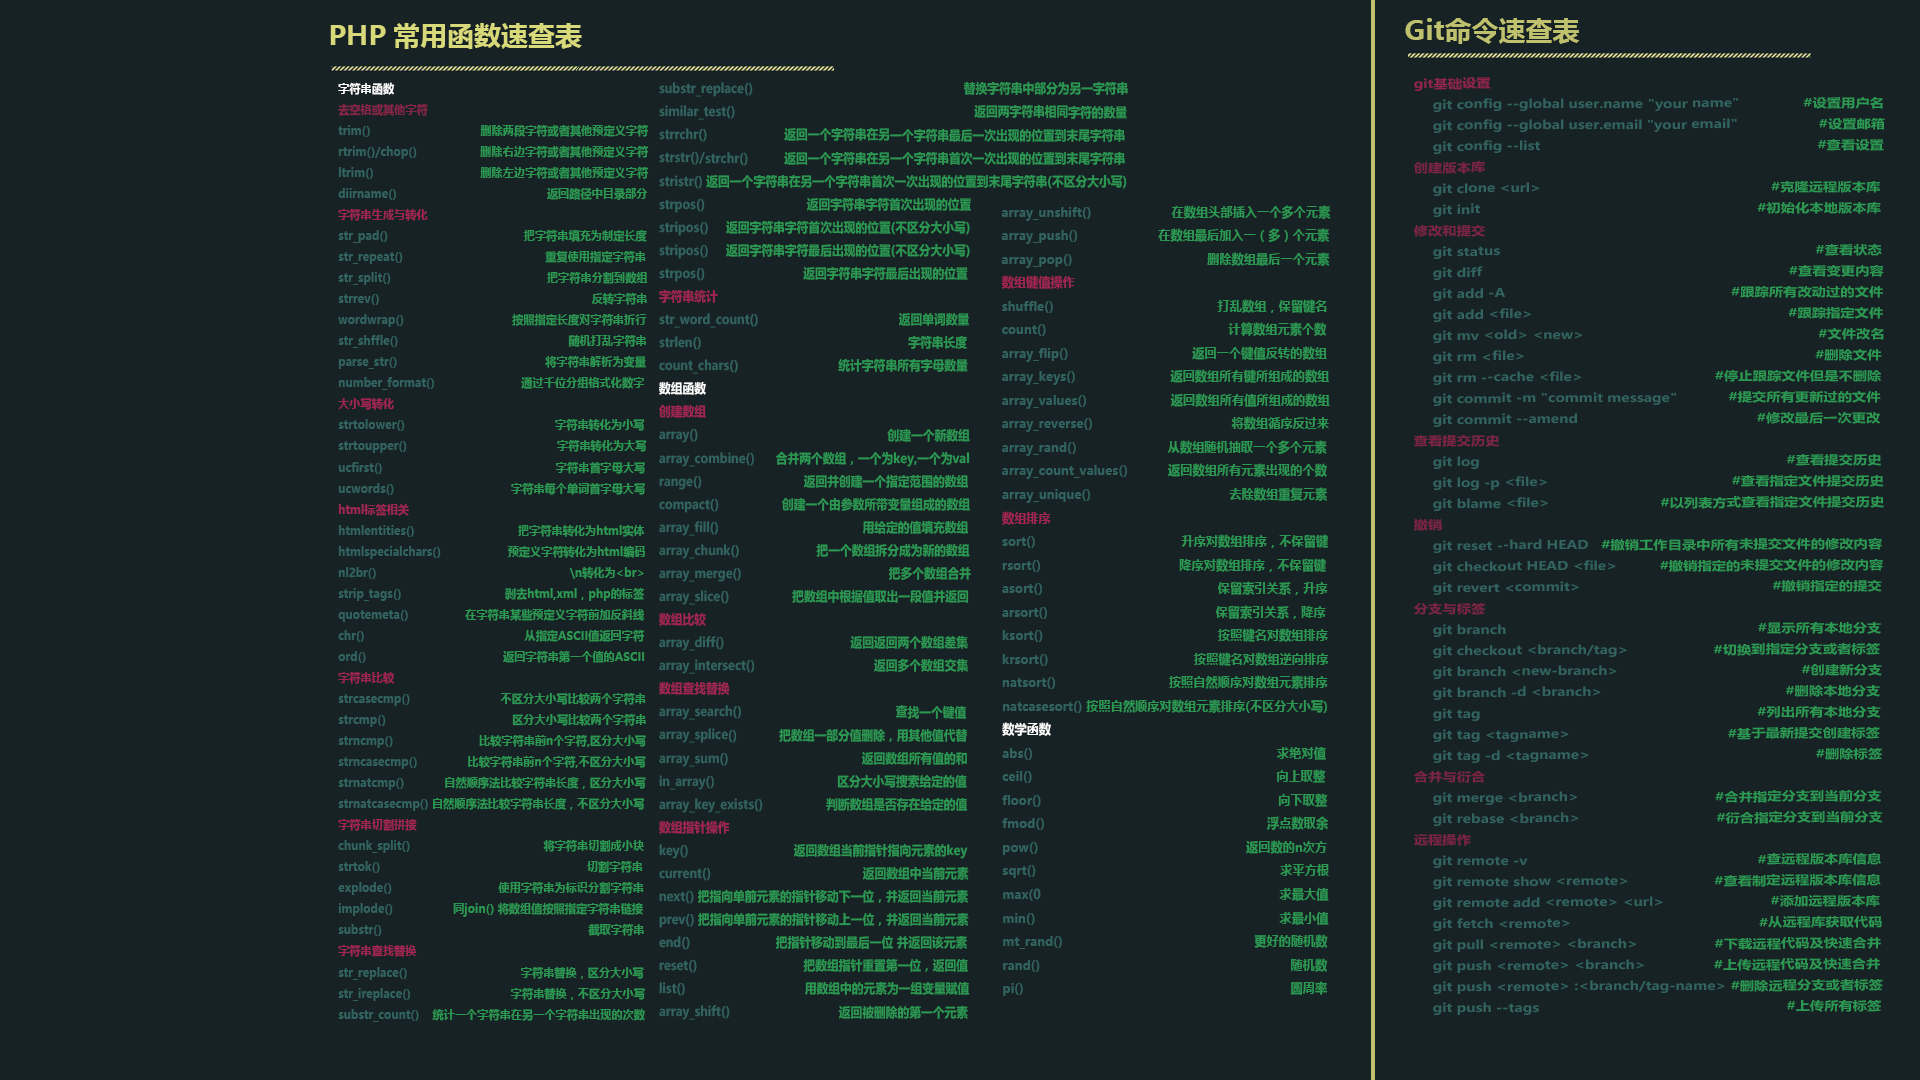 PHP 常用函数速查表
字符串函数
去空格或其他字符
trim() 删除两段字符或者其他预定义字符
rtrim()/chop() 删除右边字符或者其他预定义字符
ltrim() 删除左边字符或者其他预定义字符
diirname() 返回路径中目录部分
字符串生成与转化
str_pad() 把字符串填充为制定长度
str_repeat() 重复使用指定字符串
str_split() 把字符串分割到数组
strrev() 反转字符串
wordwrap() 按照指定长度对字符串折行
str_shffle() 随机打乱字符串
parse_str() 将字符串解析为变量
number_format() 通过千位分组格式化数字
大小写转化
strtolower() 字符串转化为小写
strtoupper() 字符串转化为大写
ucfirst() 字符串首字母大写
ucwords() 字符串每个单词首字母大写
html标签相关
htmlentities() 把字符串转化为html实体
htmlspecialchars() 预定义字符转化为html编码
nl2br() \n转化为<br>
strip_tags() 剥去html,xml，php的标签
quotemeta() 在字符串某些预定义字符前加反斜线
chr() 从指定ASCII值返回字符
ord() 返回字符串第一个值的ASCII
字符串比较
strcasecmp() 不区分大小写比较两个字符串
strcmp() 区分大小写比较两个字符串
strncmp() 比较字符串前n个字符,区分大小写
strncasecmp() 比较字符串前n个字符,不区分大小写
strnatcmp() 自然顺序法比较字符串长度，区分大小写
strnatcasecmp() 自然顺序法比较字符串长度，不区分大小写
字符串切割拼接
chunk_split() 将字符串切割成小块
strtok() 切割字符串
explode() 使用字符串为标识分割字符串
implode() 同join() 将数组值按照指定字符串链接
substr() 截取字符串
字符串查找替换
str_replace() 字符串替换，区分大小写
str_ireplace() 字符串替换，不区分大小写
substr_count() 统计一个字符串在另一个字符串出现的次数
substr_replace() 替换字符串中部分为另一字符串
similar_test() 返回两字符串相同字符的数量
strrchr() 返回一个字符串在另一个字符串最后一次出现的位置到末尾字符串
strstr()/strchr() 返回一个字符串在另一个字符串首次一次出现的位置到末尾字符串
stristr() 返回一个字符串在另一个字符串首次一次出现的位置到末尾字符串(不区分大小写)
strpos() 返回字符串字符首次出现的位置
stripos() 返回字符串字符首次出现的位置(不区分大小写)
stripos() 返回字符串字符最后出现的位置(不区分大小写)
strpos() 返回字符串字符最后出现的位置
字符串统计
str_word_count() 返回单词数量
strlen() 字符串长度
count_chars() 统计字符串所有字母数量
数组函数
创建数组
array() 创建一个新数组
array_combine() 合并两个数组，一个为key,一个为val
range() 返回并创建一个指定范围的数组
compact() 创建一个由参数所带变量组成的数组
array_fill() 用给定的值填充数组
array_chunk() 把一个数组拆分成为新的数组
array_merge() 把多个数组合并
array_slice() 把数组中根据值取出一段值并返回
数组比较
array_diff() 返回返回两个数组差集
array_intersect() 返回多个数组交集
数组查找替换
array_search() 查找一个键值
array_splice() 把数组一部分值删除，用其他值代替
array_sum() 返回数组所有值的和
in_array() 区分大小写搜索给定的值
array_key_exists() 判断数组是否存在给定的值
数组指针操作
key() 返回数组当前指针指向元素的key
current() 返回数组中当前元素
next() 把指向单前元素的指针移动下一位，并返回当前元素
prev() 把指向单前元素的指针移动上一位，并返回当前元素
end() 把指针移动到最后一位 并返回该元素
reset() 把数组指针重置第一位，返回值
list() 用数组中的元素为一组变量赋值
array_shift() 返回被删除的第一个元素
array_unshift() 在数组头部插入一个多个元素
array_push() 在数组最后加入一（多）个元素
array_pop() 删除数组最后一个元素
数组键值操作
shuffle() 打乱数组，保留键名
count() 计算数组元素个数
array_flip() 返回一个键值反转的数组
array_keys() 返回数组所有键所组成的数组
array_values() 返回数组所有值所组成的数组
array_reverse() 将数组循序反过来
array_rand() 从数组随机抽取一个多个元素
array_count_values() 返回数组所有元素出现的个数
array_unique() 去除数组重复元素
数组排序
sort() 升序对数组排序，不保留键
rsort() 降序对数组排序，不保留键
asort() 保留索引关系，升序
arsort() 保留索引关系，降序
ksort() 按照键名对数组排序
krsort() 按照键名对数组逆向排序
natsort() 按照自然顺序对数组元素排序
natcasesort() 按照自然顺序对数组元素排序(不区分大小写)
数学函数
abs() 求绝对值
ceil() 向上取整
floor() 向下取整
fmod() 浮点数取余
pow() 返回数的n次方
sqrt() 求平方根
max(0 求最大值
min() 求最小值
mt_rand() 更好的随机数
rand() 随机数
pi() 圆周率
Git命令速查表
git基础设置
git config --global user.name "your name" #设置用户名
git config --global user.email "your email" #设置邮箱
git config --list #查看设置
创建版本库
git clone <url> #克隆远程版本库
git init #初始化本地版本库
修改和提交
git status #查看状态
git diff #查看变更内容
git add -A #跟踪所有改动过的文件
git add <file> #跟踪指定文件
git mv <old> <new> #文件改名
git rm <file> #删除文件
git rm --cache <file> #停止跟踪文件但是不删除
git commit -m "commit message" #提交所有更新过的文件
git commit --amend #修改最后一次更改
查看提交历史
git log #查看提交历史
git log -p <file> #查看指定文件提交历史
git blame <file> #以列表方式查看指定文件提交历史
撤销
git reset --hard HEAD #撤销工作目录中所有未提交文件的修改内容
git checkout HEAD <file> #撤销指定的未提交文件的修改内容
git revert <commit> #撤销指定的提交
分支与标签
git branch #显示所有本地分支
git checkout <branch/tag> #切换到指定分支或者标签
git branch <new-branch> #创建新分支
git branch -d <branch> #删除本地分支
git tag #列出所有本地分支
git tag <tagname> #基于最新提交创建标签
git tag -d <tagname> #删除标签
合并与衍合
git merge <branch> #合并指定分支到当前分支
git rebase <branch> #衍合指定分支到当前分支
远程操作
git remote -v #查远程版本库信息
git remote show <remote> #查看制定远程版本库信息
git remote add <remote> <url> #添加远程版本库
git fetch <remote> #从远程库获取代码
git pull <remote> <branch> #下载远程代码及快速合并
git push <remote> <branch> #上传远程代码及快速合并
git push <remote> :<branch/tag-name> #删除远程分支或者标签
git push --tags #上传所有标签